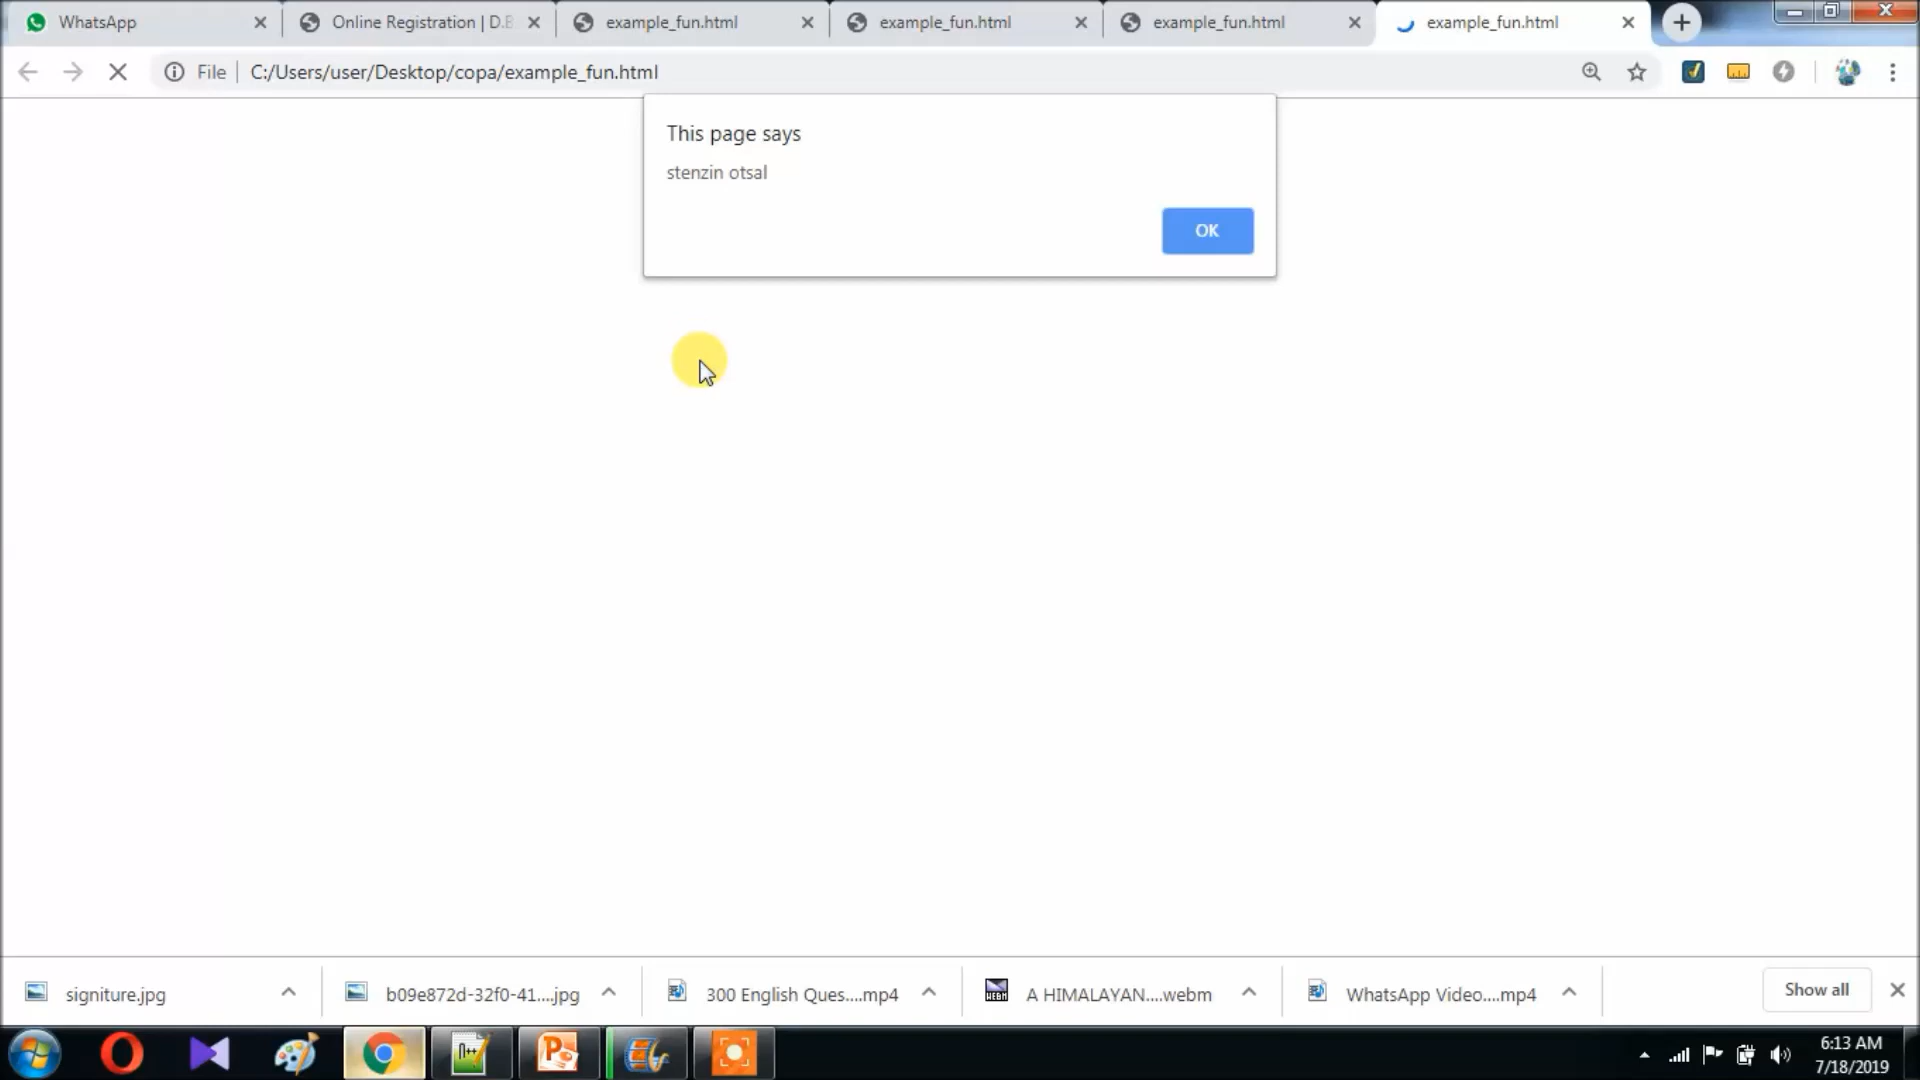 WhatsApp
Online Registration | D.B
example_fun.html
example_fun.html
example_fun.html
example_fun.html
File
C:/Users/user/Desktop/copa/example_fun.html
This page says
stenzin otsal
OK
signiture.jpg
b09e872d-32f0-41....jpg
300 English Ques....mp4
A HIMALAYAN....webm
WhatsApp Video....mp4
Show all
6:13 AM
7/18/2019